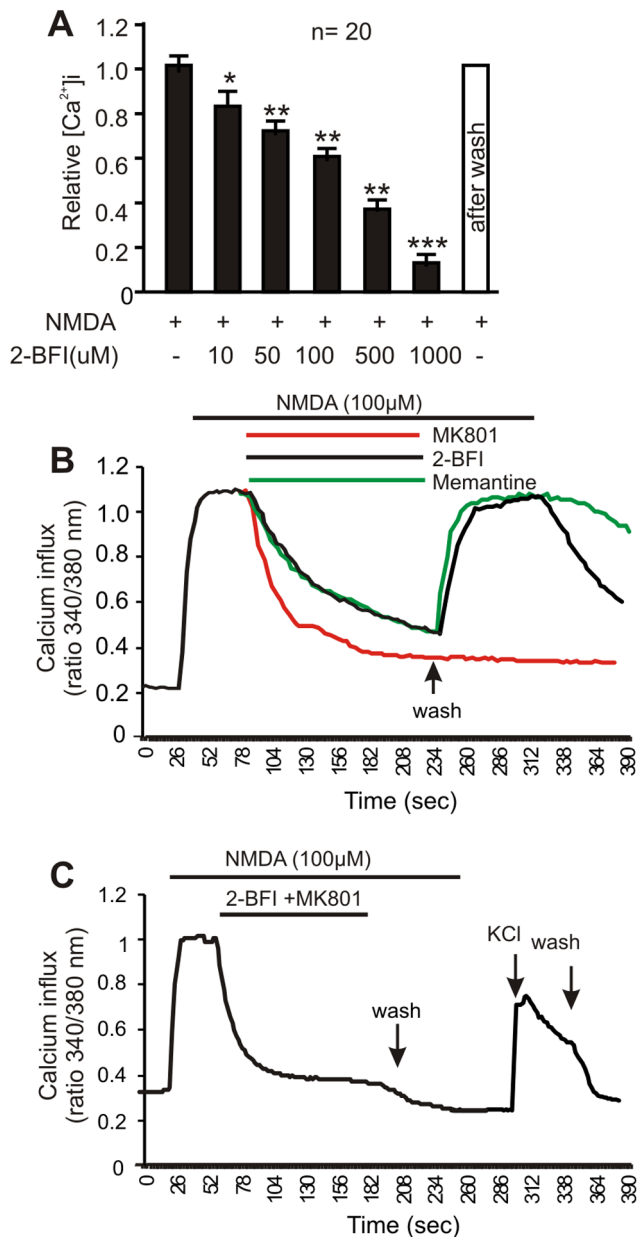 A
n= 20
Relative [Ca²⁺]i
1.2
1.0
0.8
0.6
0.4
0.2
0
*
**
**
**
***
after wash
NMDA + + + + + + +
2-BFI(uM) - 10 50 100 500 1000 -
B
NMDA (100µM)
MK801
2-BFI
Memantine
Calcium influx
(ratio 340/380 nm)
1.2
1.0
0.8
0.6
0.4
0.2
0
wash
0 26 52 78 104 130 156 182 208 234 260 286 312 338 364 390
Time (sec)
C
NMDA (100µM)
2-BFI +MK801
KCl
wash
wash
Calcium influx
(ratio 340/380 nm)
1.2
1
0.8
0.6
0.4
0.2
0
0 26 52 78 104 130 156 182 208 234 260 286 312 338 364 390
Time (sec)